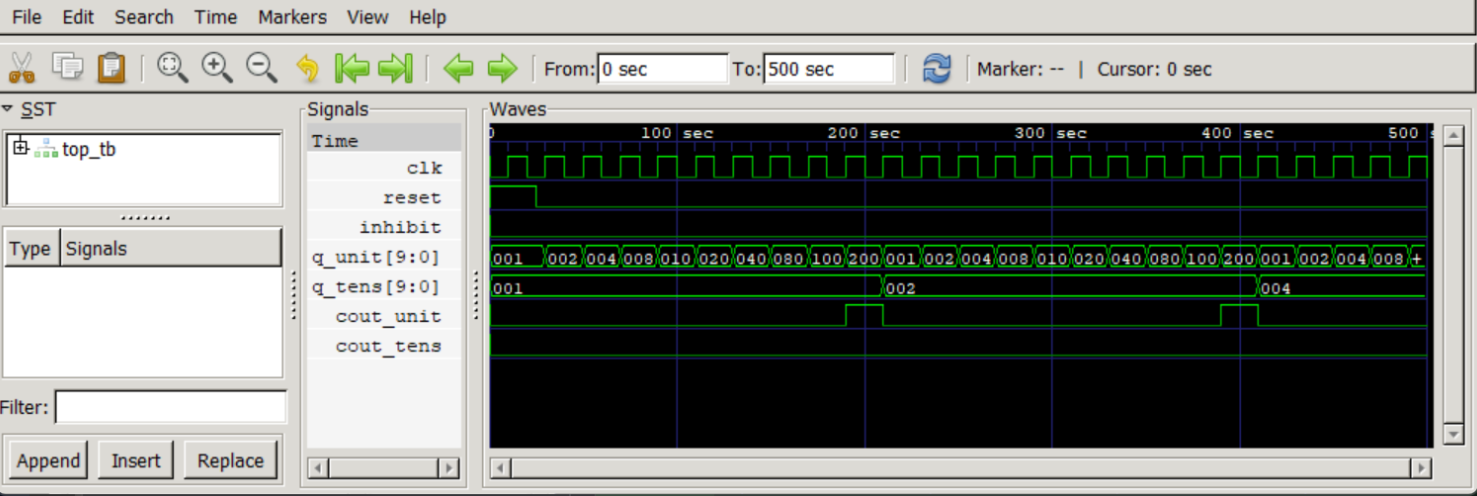 File Edit Search Time Markers View Help
From: 0 sec To: 500 sec Marker: -- | Cursor: 0 sec
SST
top_tb
Type Signals
Filter:
Append Insert Replace
Signals
Time
clk
reset
inhibit
q_unit[9:0]
q_tens[9:0]
cout_unit
cout_tens
Waves
0 100 sec 200 sec 300 sec 400 sec 500 s
001 002 004 008 010 020 040 080 100 200 001 002 004 008 010 020 040 080 100 200 001 002 004 008 +
001 002 004